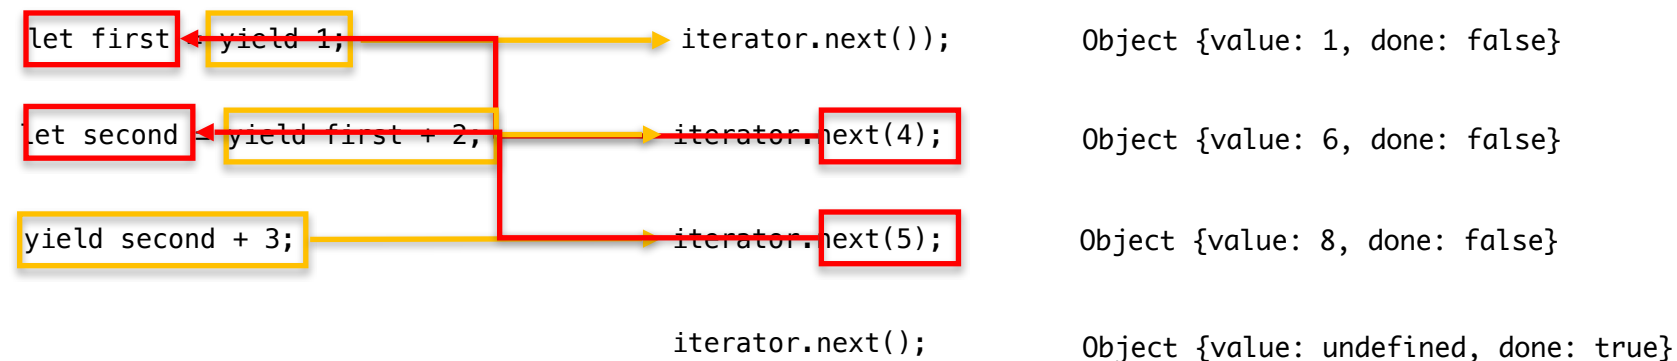 let first = yield 1; iterator.next()); Object {value: 1, done: false}
let second = yield first + 2; iterator.next(4); Object {value: 6, done: false}
yield second + 3; iterator.next(5); Object {value: 8, done: false}
iterator.next(); Object {value: undefined, done: true}